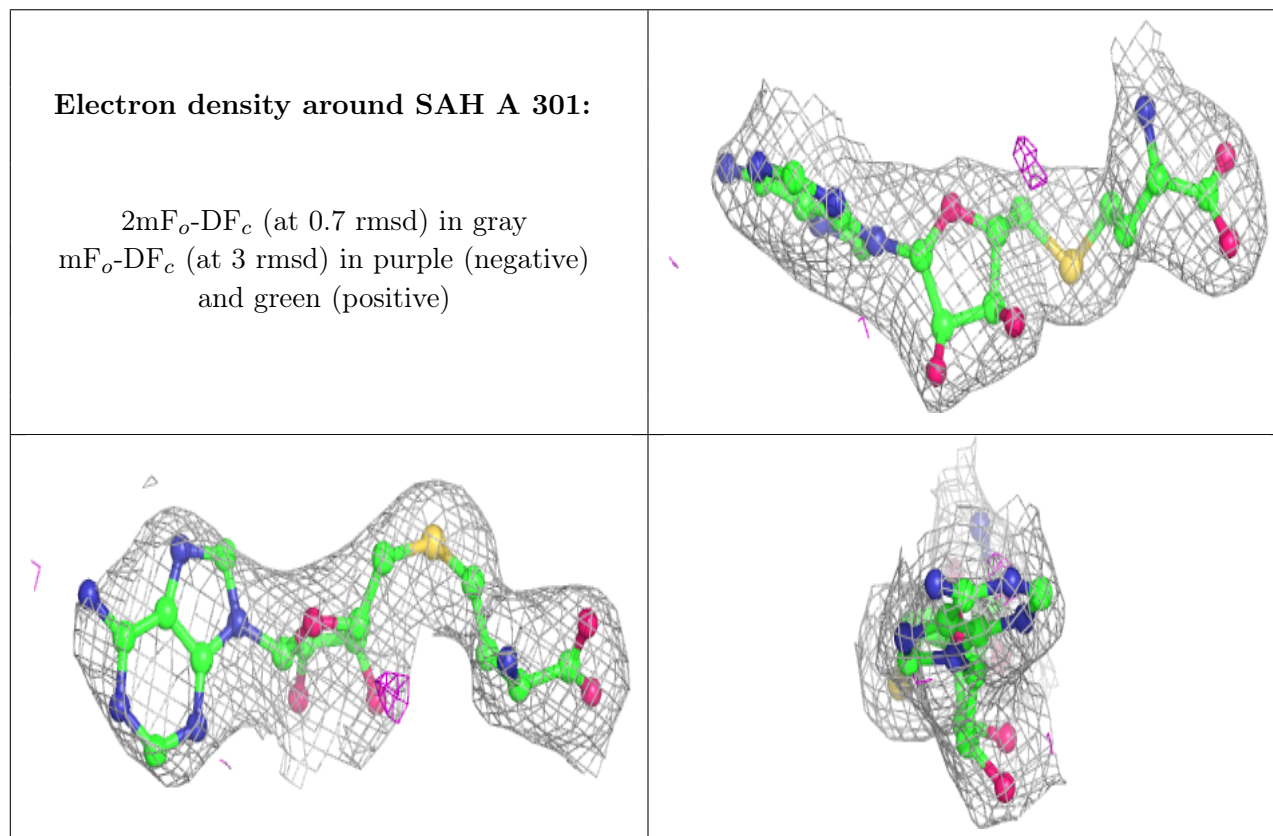 Electron density around SAH A 301:
2mFo-DFc (at 0.7 rmsd) in gray
mFo-DFc (at 3 rmsd) in purple (negative)
and green (positive)